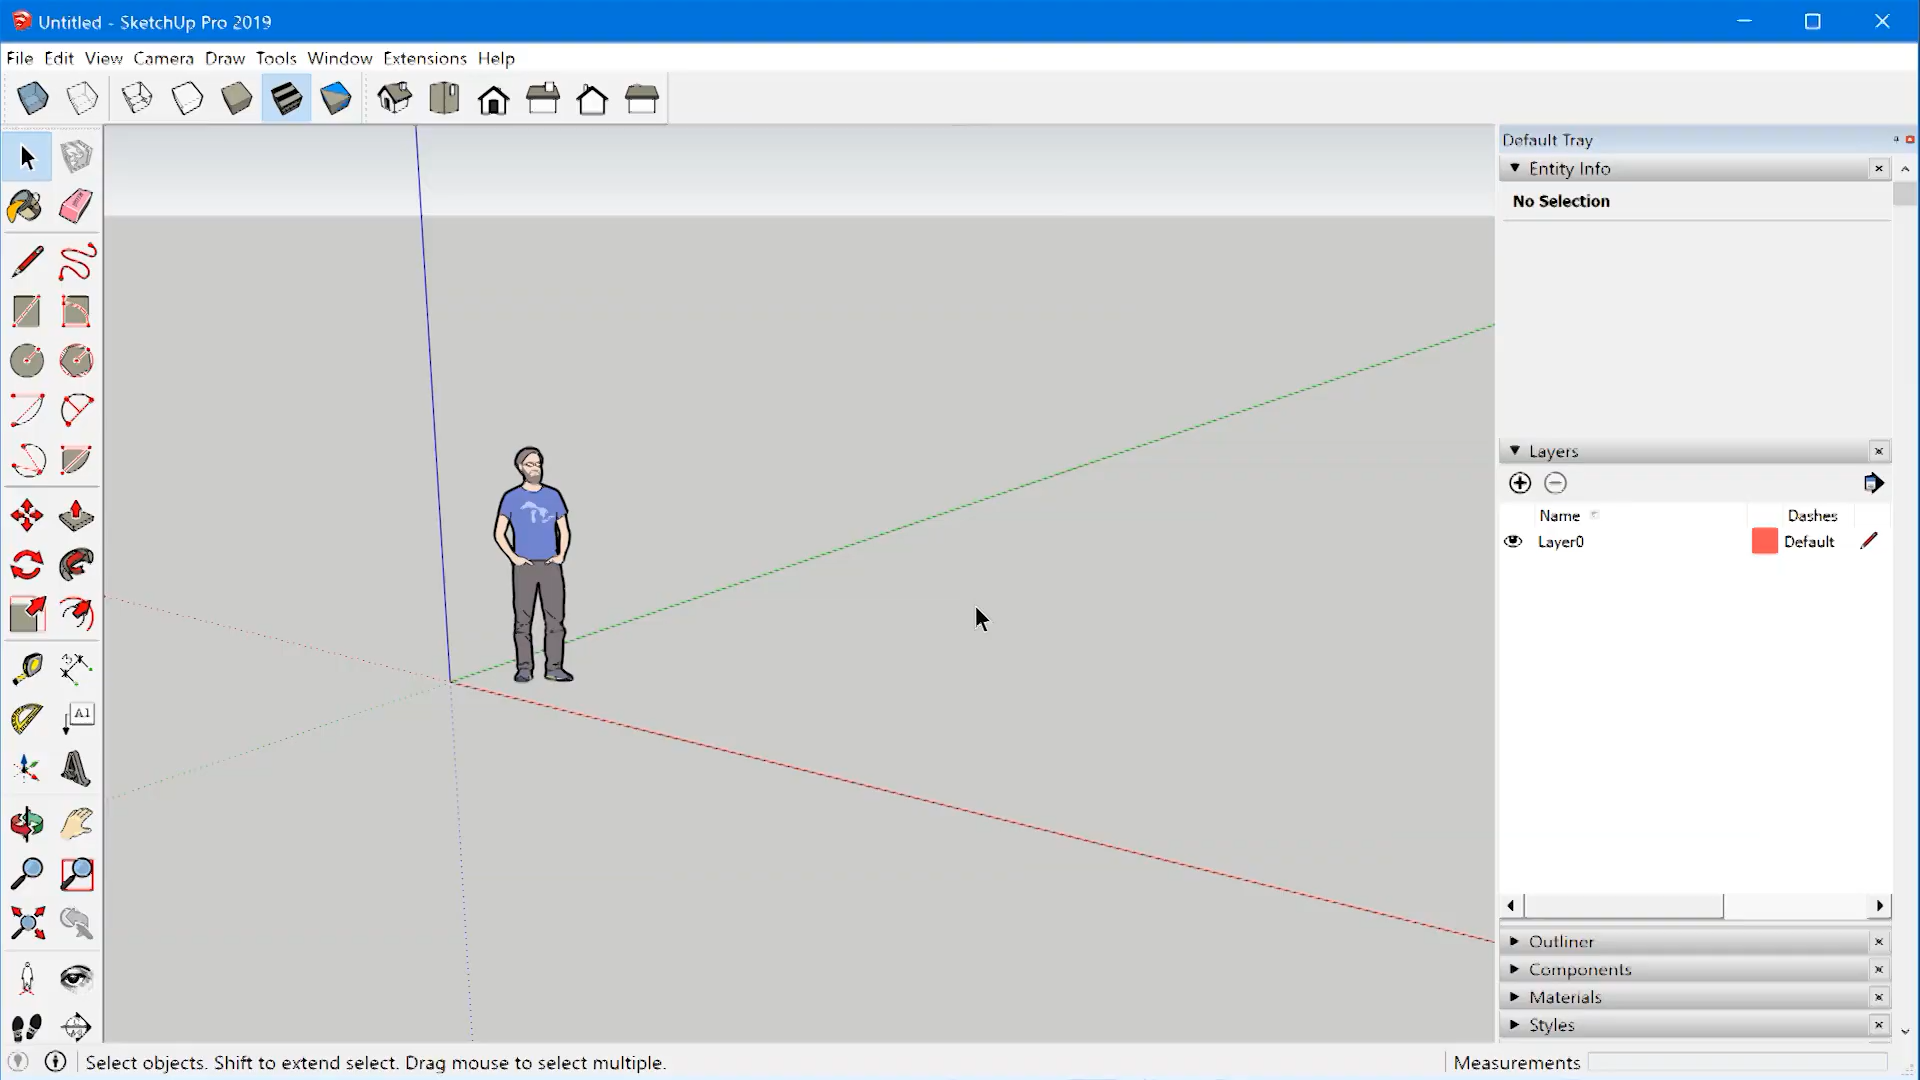 Untitled - SketchUp Pro 2019
File Edit View Camera Draw Tools Window Extensions Help
Default Tray
Entity Info
No Selection
Layers
Name Dashes
Layer0 Default
A1
Outliner
Components
Materials
Styles
Select objects. Shift to extend select. Drag mouse to select multiple.
Measurements